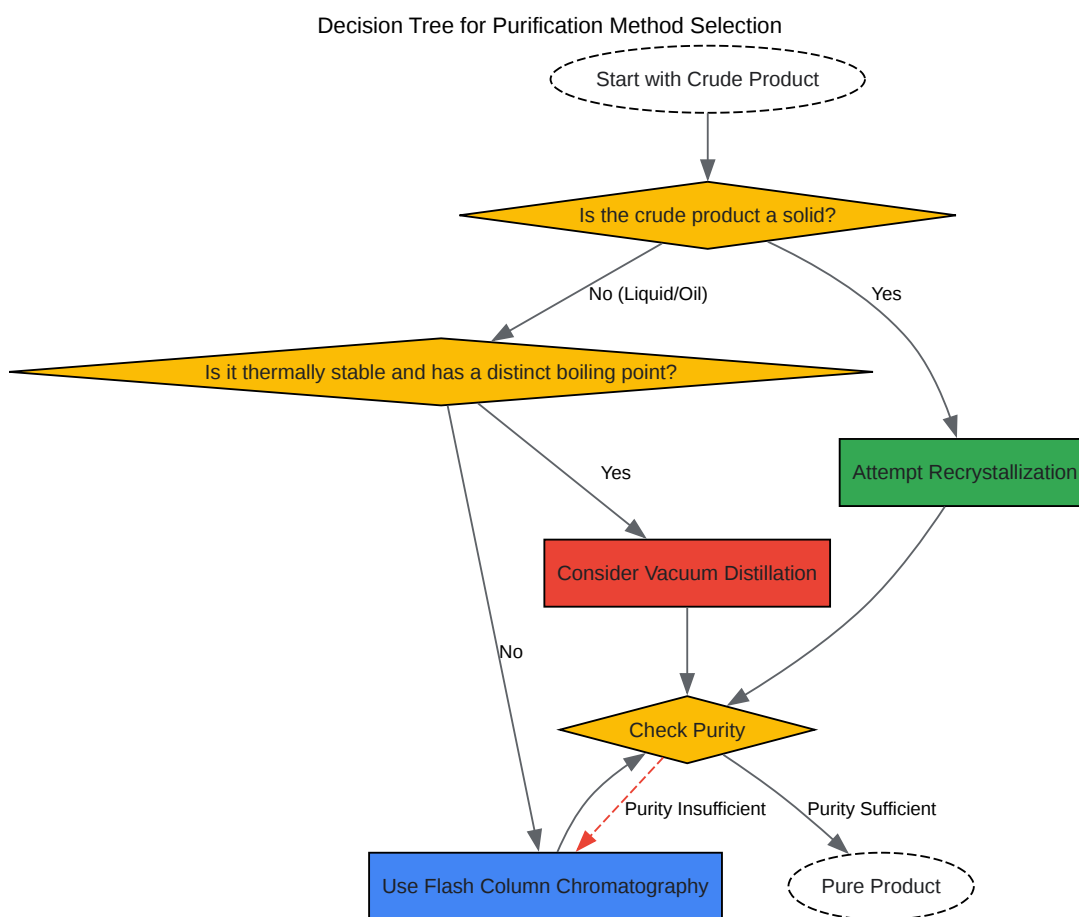 Decision Tree for Purification Method Selection
Start with Crude Product
Is the crude product a solid?
No (Liquid/Oil)
Yes
Is it thermally stable and has a distinct boiling point?
Yes
Attempt Recrystallization
Consider Vacuum Distillation
No
Check Purity
Purity Insufficient
Purity Sufficient
Use Flash Column Chromatography
Pure Product